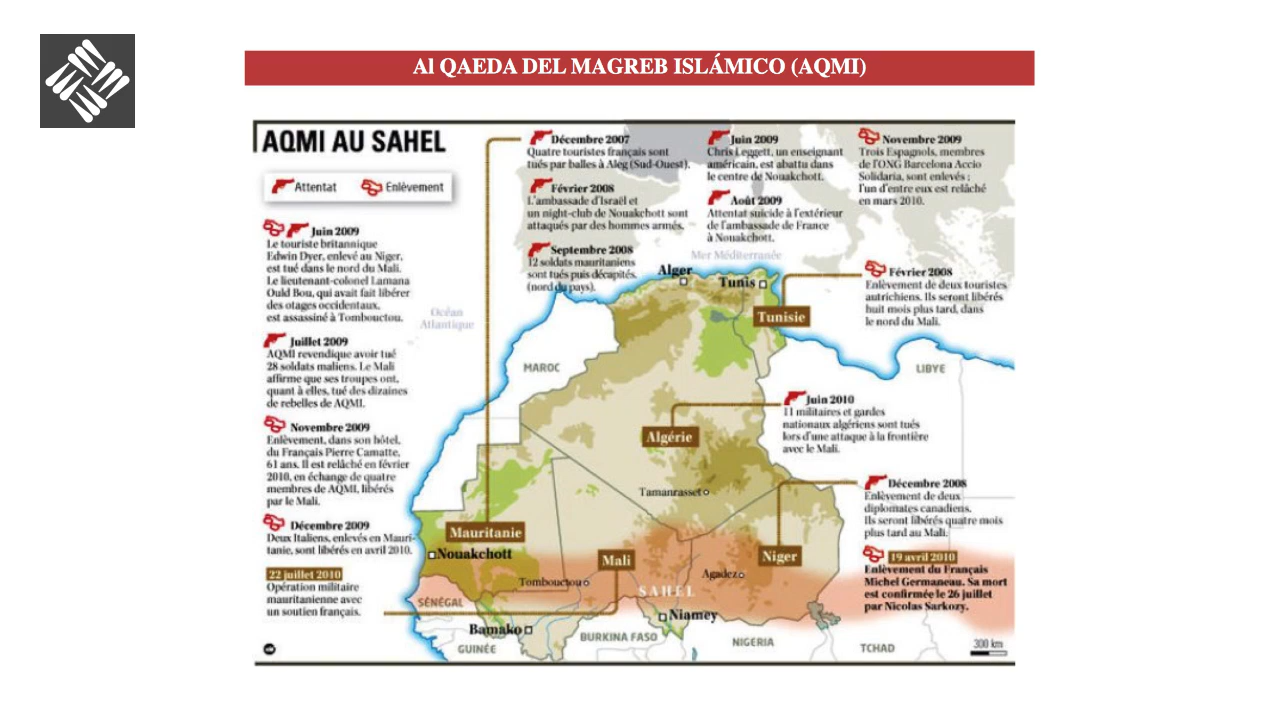 Al QAEDA DEL MAGREB ISLÁMICO (AQMI)
AQMI AU SAHEL
Attentat
Enlèvement
Juin 2009
Le touriste britannique
Edwin Dyer, enlevé au Niger,
est tué dans le nord du Mali.
Le lieutenant-colonel Lamana
Ould Bou, qui avait fait libérer
des otages occidentaux,
est assassiné à Tombouctou.
Juillet 2009
AQMI revendique avoir tué
28 soldats maliens. Le Mali
affirme que ses troupes ont,
quant à elles, tué des dizaines
de rebelles de AQMI.
Novembre 2009
Enlèvement, dans son hôtel,
du Français Pierre Camatte,
61 ans. Il est relâché en février
2010, en échange de quatre
membres de AQMI, libérés
par le Mali.
Décembre 2009
Deux Italiens, enlevés en Mauri-
tanie, sont libérés en avril 2010.
22 juillet 2010
Opération militaire
mauritanienne avec
un soutien français.
Décembre 2007
Quatre touristes français sont
tués par balles à Aleg (Sud-Ouest).
Février 2008
L'ambassade d'Israël et
un night-club de Nouakchott sont
attaqués par des hommes armés.
Septembre 2008
12 soldats mauritaniens
sont tués puis décapités.
(nord du pays).
Juin 2009
Chris Leggett, un enseignant
américain, est abattu dans
le centre de Nouakchott.
Août 2009
Attentat suicide à l'extérieur
de l'ambassade de France
à Nouakchott.
Novembre 2009
Trois Espagnols, membres
de l'ONG Barcelona Accio
Solidaria, sont enlevés ;
l'un d'entre eux est relâché
en mars 2010.
Février 2008
Enlèvement de deux touristes
autrichiens. Ils seront libérés
huit mois plus tard, dans
le nord du Mali.
Juin 2010
11 militaires et gardes
nationaux algériens sont tués
lors d'une attaque à la frontière
avec le Mali.
Décembre 2008
Enlèvement de deux
diplomates canadiens.
Ils seront libérés quatre mois
plus tard au Mali.
19 avril 2010
Enlèvement du Français
Michel Germaneau. Sa mort
est confirmée le 26 juillet
par Nicolas Sarkozy.
Mer Méditerranée
Océan
Atlantique
Alger
Tunis
Tunisie
MAROC
LIBYE
Algérie
Tamanrasset
Mauritanie
Nouakchott
Mali
Niger
Tombouctou
Agadez
SAHEL
SÉNÉGAL
Niamey
Bamako
BURKINA FASO
GUINÉE
NIGERIA
TCHAD
300 km